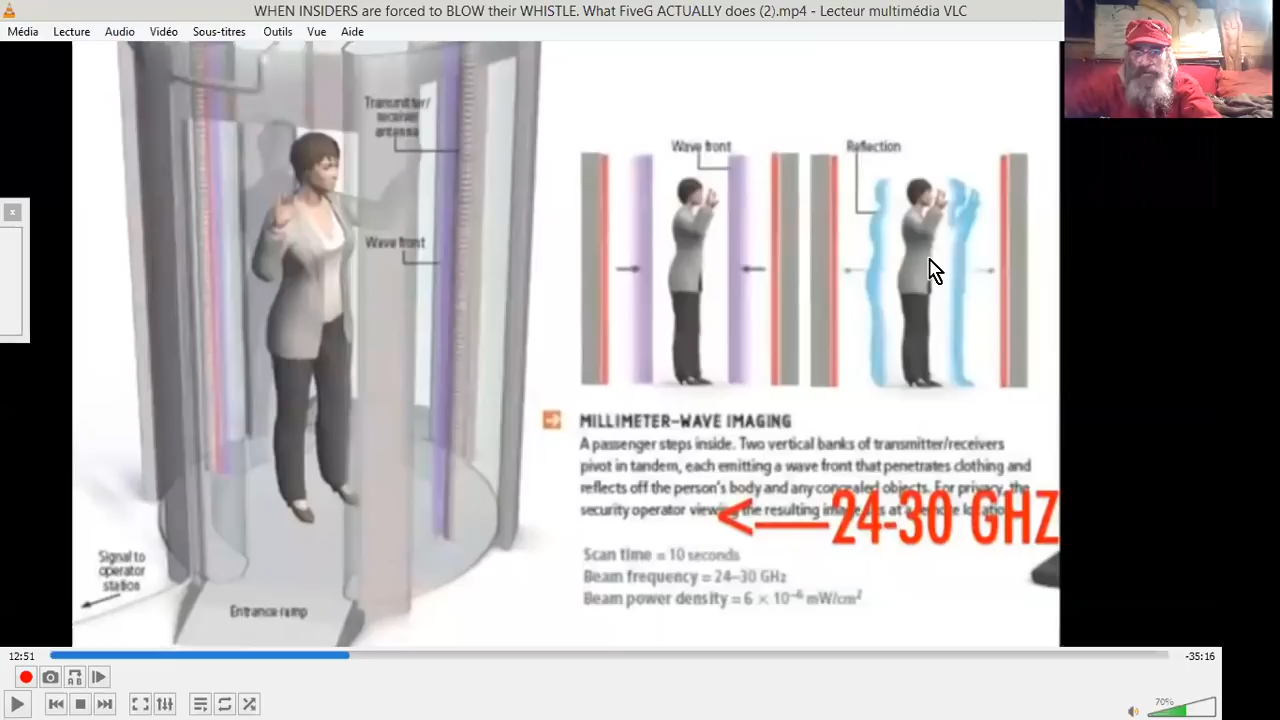 WHEN INSIDERS are forced to BLOW their WHISTLE. What FiveG ACTUALLY does (2).mp4 - Lecteur multimédia VLC
Média Lecture Audio Vidéo Sous-titres Outils Vue Aide
x
Transmitter/
receiver
antenna
Wave front
Signal to
operator
station
Entrance ramp
Wave front
Reflection
MILLIMETER-WAVE IMAGING
A passenger steps inside. Two vertical banks of transmitter/receivers
pivot in tandem, each emitting a wave front that penetrates clothing and
reflects off the person's body and any concealed objects. For privacy, the
security operator viewing the resulting at a remote
24-30 GHZ
Scan time = 10 seconds
Beam frequency = 24–30 GHz
Beam power density = 6 × 10⁻⁶ mW/cm²
12:51
-35:16
A B
70%